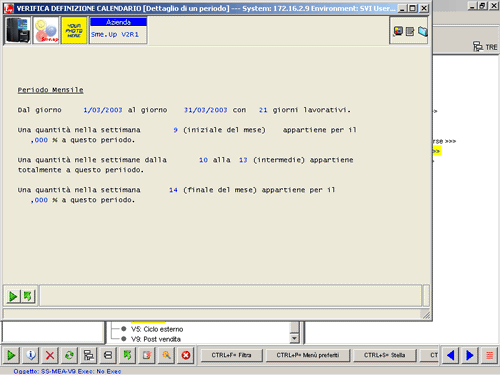 VERIFICA DEFINIZIONE CALENDARIO [Dettaglio di un periodo] --- System: 172.16.2.9 Environment: SVI User...
YOUR PHOTO HERE
Azienda
Sme.Up V2R1
TRE
Periodo Mensile
Dal giorno 1/03/2003 al giorno 31/03/2003 con 21 giorni lavorativi.
Una quantità nella settimana 9 (iniziale del mese) appartiene per il
,000 % a questo periodo.
Una quantità nelle settimane dalla 10 alla 13 (intermedie) appartiene
totalmente a questo periiodo.
Una quantità nella settimana 14 (finale del mese) appartiene per il
,000 % a questo periodo.
>>
rse >>>
>>
V5: Ciclo esterno
V9: Post vendita
CTRL+F= Filtra
CTRL+P= Menù preferiti
CTRL+S= Stella
CT
Oggetto: SS-MEA-V9 Exec: No Exec